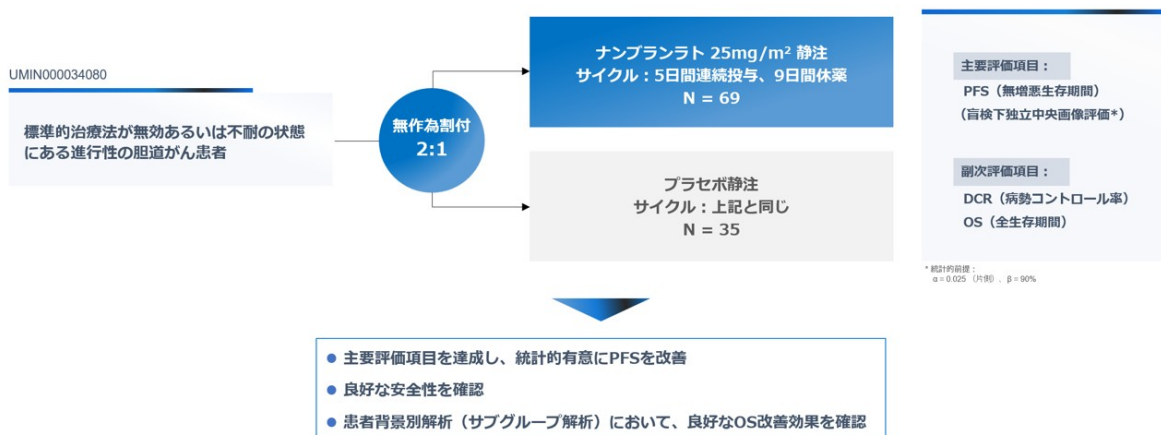 UMIN000034080
標準的治療法が無効あるいは不耐の状態
にある進行性の胆道がん患者
無作為割付
2:1
ナンブランラト 25mg/m² 静注
サイクル：5日間連続投与、9日間休薬
N = 69
プラセボ静注
サイクル：上記と同じ
N = 35
主要評価項目：
PFS（無増悪生存期間）
（盲検下独立中央画像評価*）
副次評価項目：
DCR（病勢コントロール率）
OS（全生存期間）
* 統計的前提：
α = 0.025 （片側）、β = 90%
● 主要評価項目を達成し、統計的有意にPFSを改善
● 良好な安全性を確認
● 患者背景別解析（サブグループ解析）において、良好なOS改善効果を確認